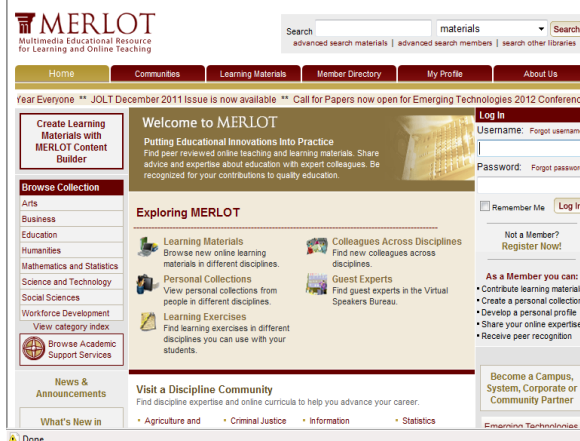 MERLOT
Multimedia Educational Resource
for Learning and Online Teaching
Search materials Search
advanced search materials | advanced search members | search other libraries
Home Communities Learning Materials Member Directory My Profile About Us
Year Everyone ** JOLT December 2011 Issue is now available ** Call for Papers now open for Emerging Technologies 2012 Conference
Create Learning
Materials with
MERLOT Content
Builder
Browse Collection
Arts
Business
Education
Humanities
Mathematics and Statistics
Science and Technology
Social Sciences
Workforce Development
View category index
Browse Academic
Support Services
News &
Announcements
What's New in
Welcome to MERLOT
Putting Educational Innovations Into
Practice
Find peer reviewed online teaching and
learning materials. Share
advice and expertise about education with expert colleagues. Be
recognized for your contributions to quality education.
Exploring MERLOT
Learning Materials
Browse new online learning
materials in different disciplines.
Personal Collections
View personal collections from
people in different disciplines.
Learning Exercises
Find learning exercises in different
disciplines you can use with your
students.
Colleagues Across Disciplines
Find new colleagues across
disciplines.
Guest Experts
Find guest experts in the Virtual
Speakers Bureau.
Visit a Discipline Community
Find discipline expertise and online curricula to help you advance your career.
• Agriculture and • Criminal Justice • Information • Statistics
Log In
Username: Forgot username
Password: Forgot password
Remember Me Log In
Not a Member?
Register Now!
As a Member you can:
• Contribute learning material
• Create a personal collection
• Develop a personal profile
• Share your online expertise
• Receive peer recognition
Become a Campus,
System, Corporate or
Community Partner
Emerging Technologies
Done